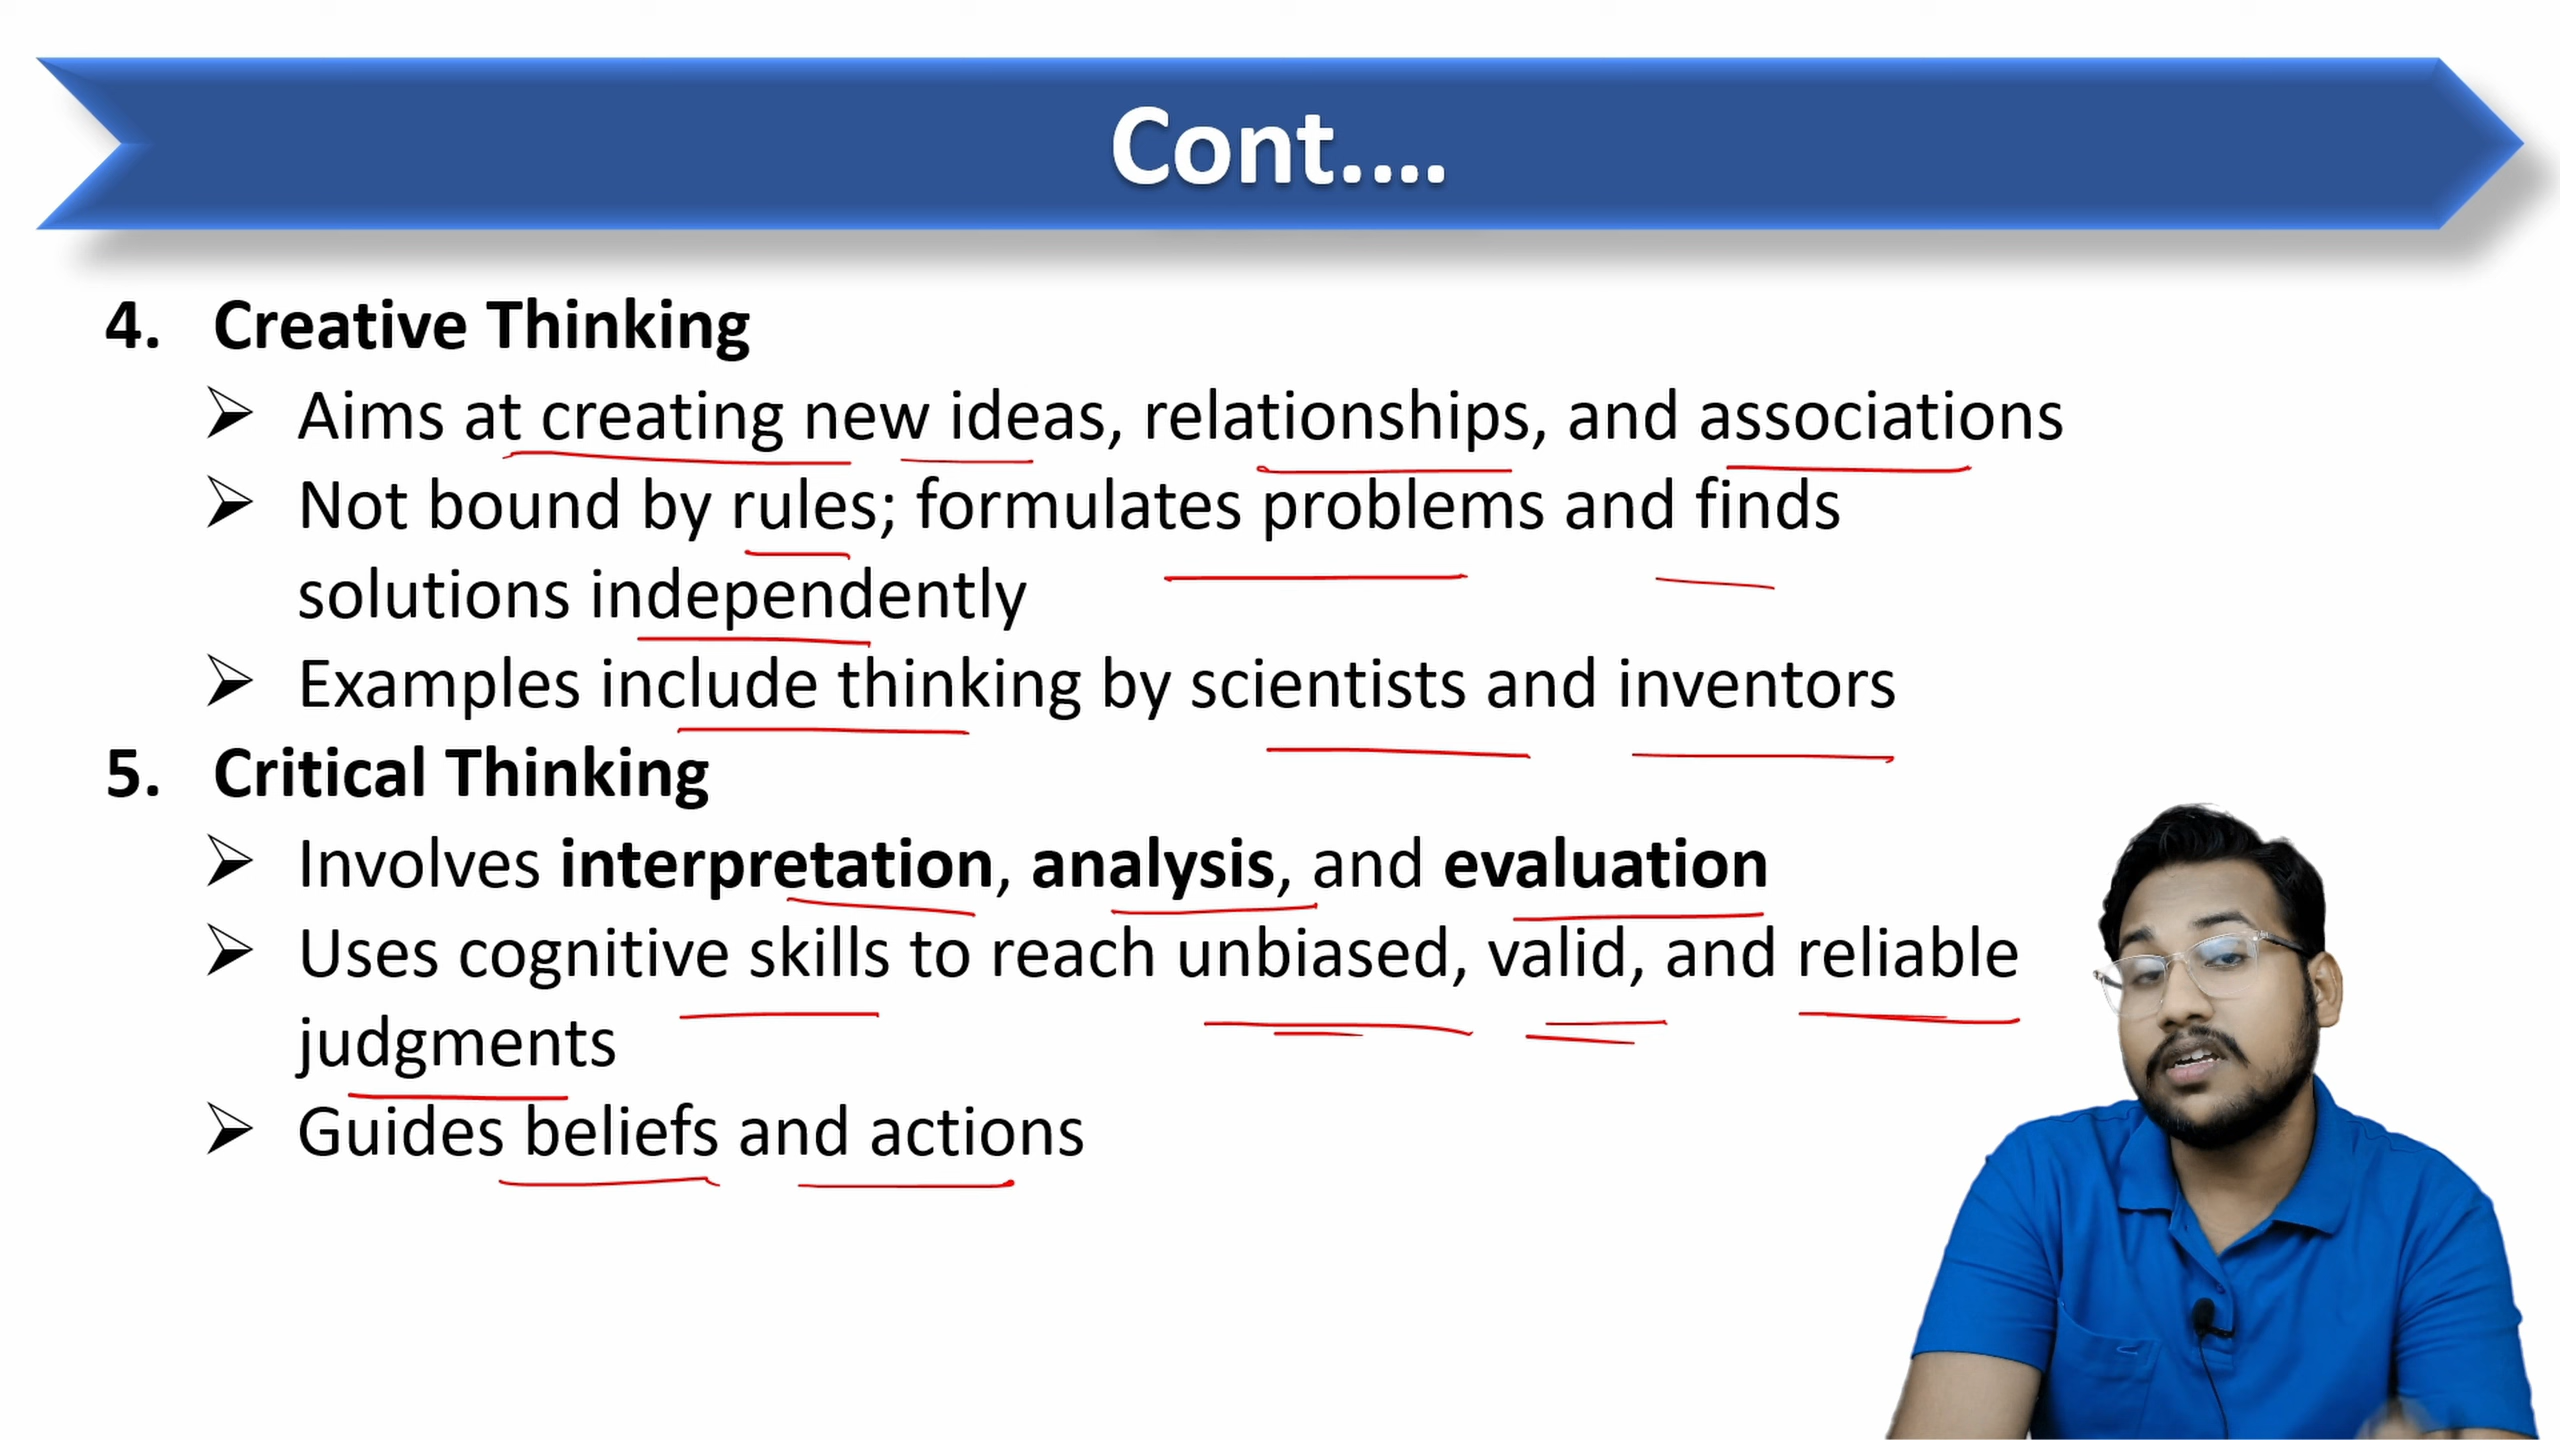 Cont....
4. Creative Thinking
➢ Aims at creating new ideas, relationships, and associations
➢ Not bound by rules; formulates problems and finds
solutions independently
➢ Examples include thinking by scientists and inventors
5. Critical Thinking
➢ Involves interpretation, analysis, and evaluation
➢ Uses cognitive skills to reach unbiased, valid, and reliable
judgments
➢ Guides beliefs and actions